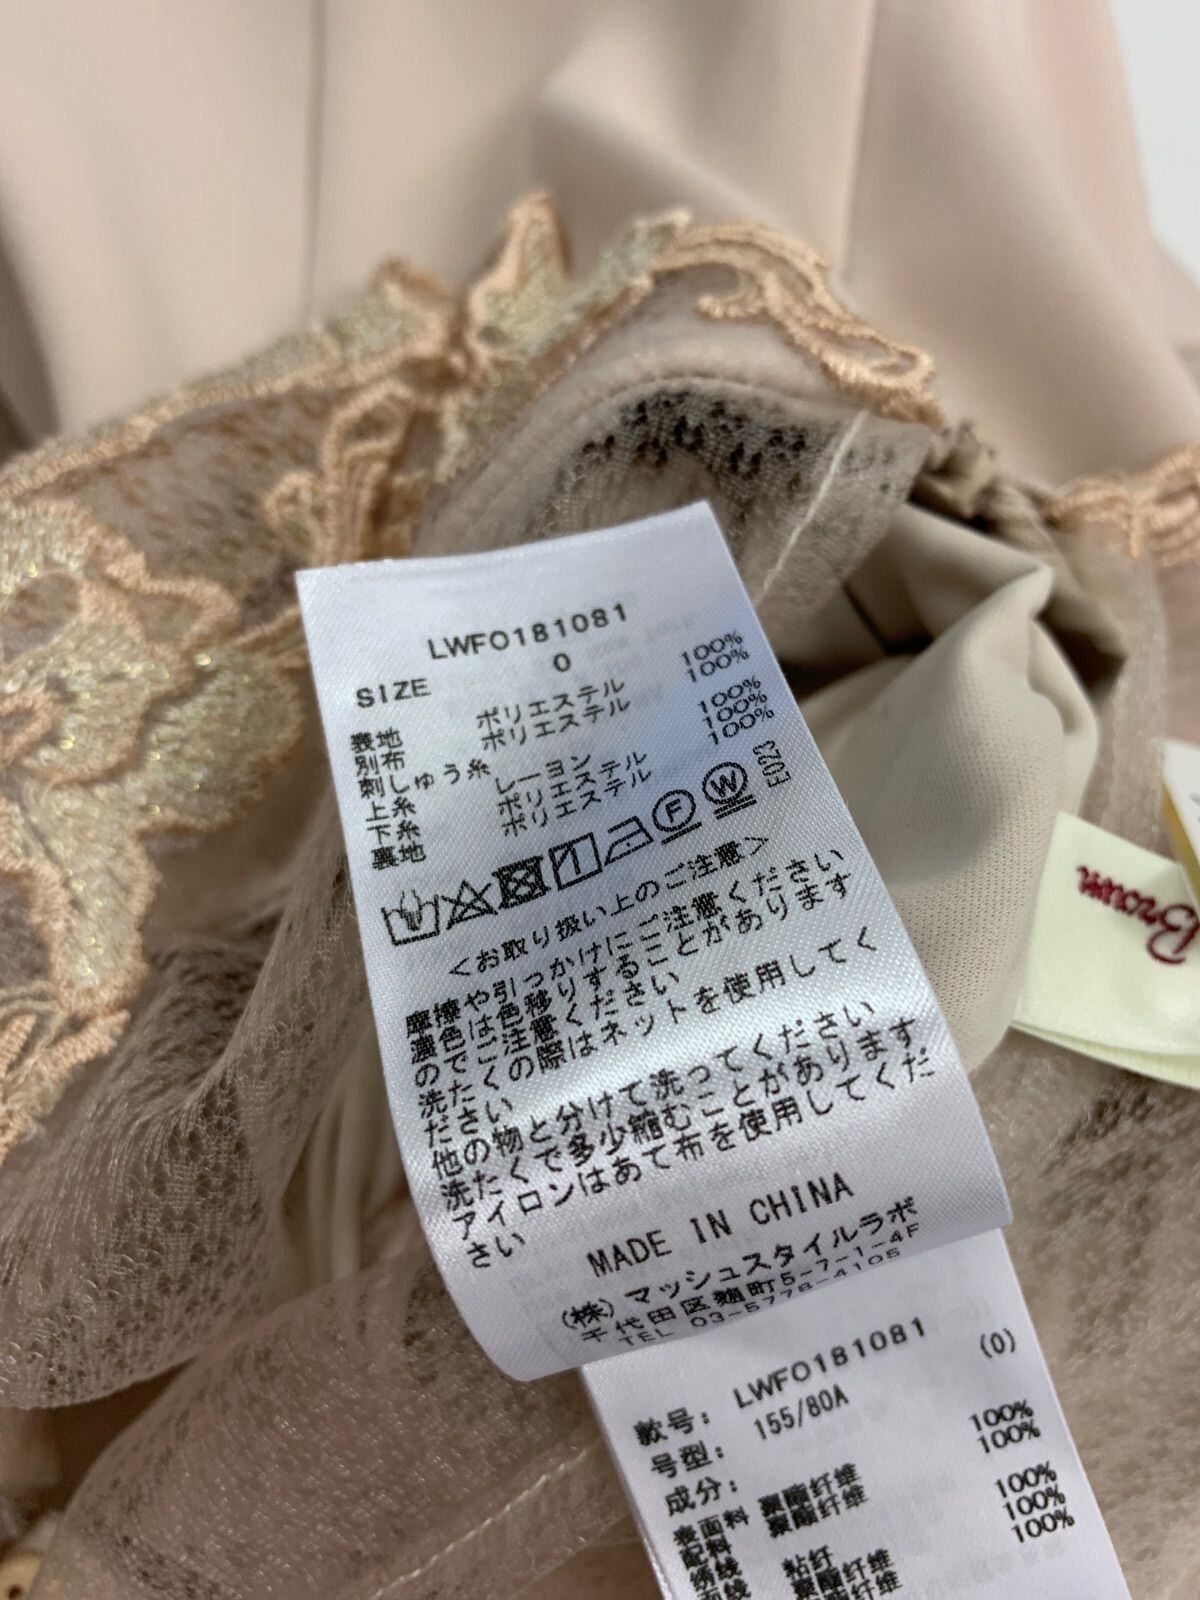 LWFO181081
SIZE 0
表地 ポリエステル 100%
別布 ポリエステル 100%
刺しゅう糸
上糸 レーヨン 100%
下糸 ポリエステル 100%
裏地 ポリエステル 100%
F W E023
<お取り扱い上のご注意>
摩擦や引っかけにご注意ください
濃色は色移りすることがあります
のでご注意ください
洗たくの際はネットを使用してく
ださい
他の物と分けて洗ってください
洗たくで多少縮むことがあります
アイロンはあて布を使用してくだ
さい
MADE IN CHINA
(株)マッシュスタイルラボ
千代田区麹町5-7-1-4F
TEL 03-5778-4105
款号: LWFO181081 (0)
号型: 155/80A
成分:
表面料 聚酯纤维 100%
配料 聚酯纤维 100%
绣线
面线 粘纤 100%
聚酯纤维 100%
聚酯纤维 100%
Brown